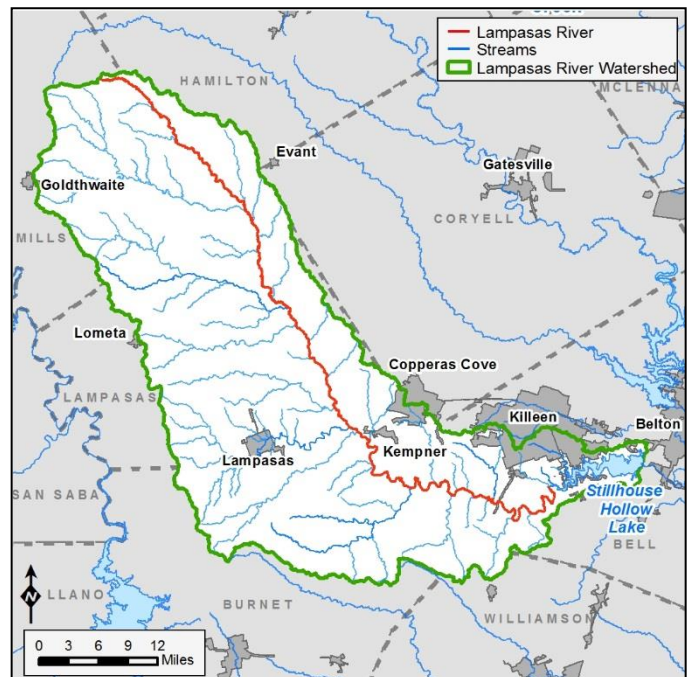 Lampasas River
Streams
Lampasas River Watershed
HAMILTON
MCLENNA
Evant
Gatesville
Goldthwaite
CORYELL
MILLS
Lometa
Copperas Cove
LAMPASAS
Killeen
Belton
Lampasas
Kempner
SAN SABA
Stillhouse
Hollow
Lake
BELL
N
LLANO
BURNET
WILLIAMSON
0 3 6 9 12
Miles